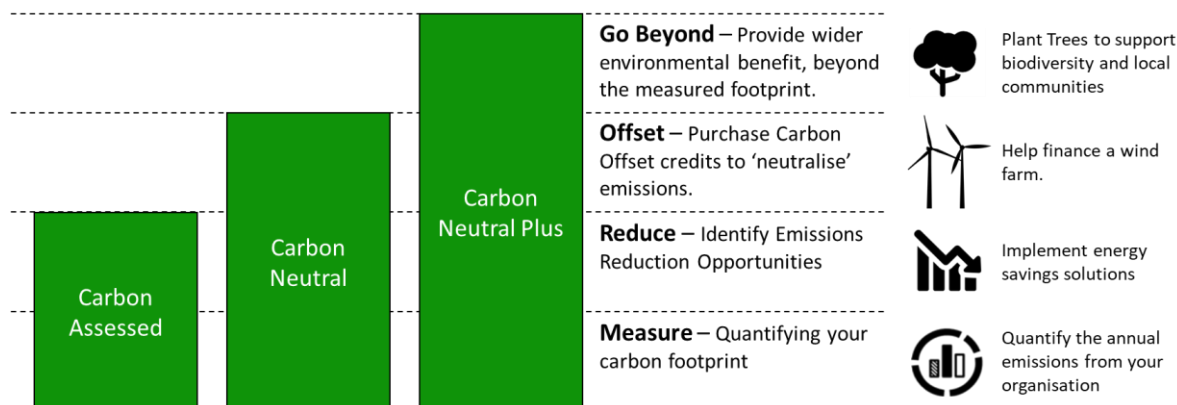 Carbon
Assessed
Carbon
Neutral
Carbon
Neutral Plus
Go Beyond – Provide wider
environmental benefit, beyond
the measured footprint.
Plant Trees to support
biodiversity and local
communities
Offset – Purchase Carbon
Offset credits to ‘neutralise’
emissions.
Help finance a wind
farm.
Reduce – Identify Emissions
Reduction Opportunities
Implement energy
savings solutions
Measure – Quantifying your
carbon footprint
Quantify the annual
emissions from your
organisation